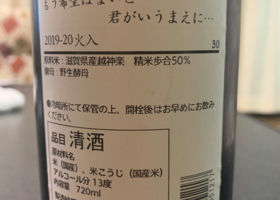 もう希望はないと
君がいうまえに…
2019-20火入
30
原料米：滋賀県産越神楽　精米歩合50%
酵母：野生酵母
●冷暗所にて保管の上、開栓後はお早めにお飲み
ください。
品目 清酒
原材料名
米（国産）、米こうじ（国産米）
アルコール分 13度
内容量 720ml